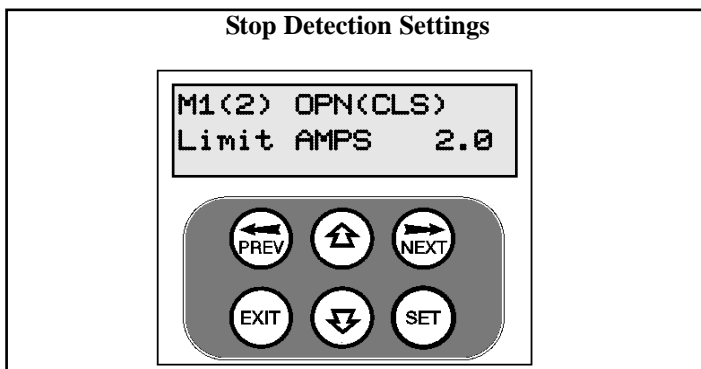 Stop Detection Settings
M1(2) OPN(CLS)
Limit AMPS 2.0
PREV
NEXT
EXIT
SET